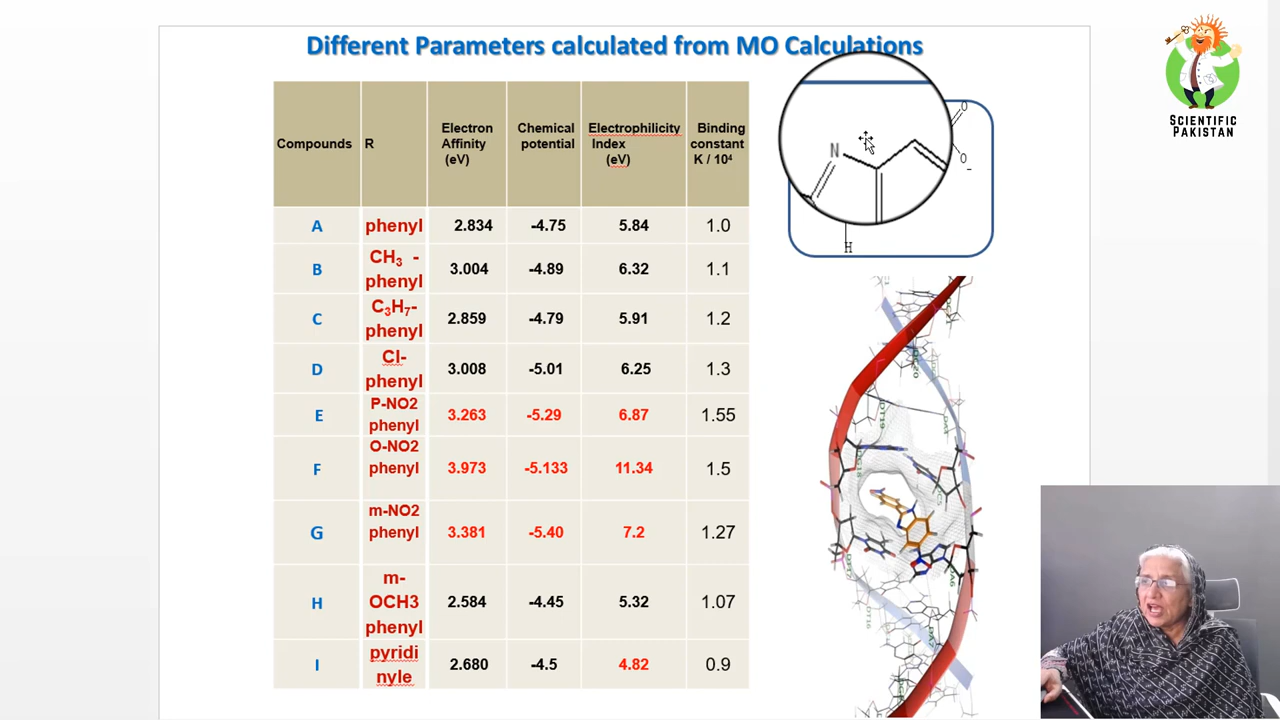 Different Parameters calculated from MO Calculations
SCIENTIFIC
PAKISTAN
Compounds R Electron Affinity (eV) Chemical potential Electrophilicity Index (eV) Binding constant K / 10⁴
A phenyl 2.834 -4.75 5.84 1.0
B CH₃ - phenyl 3.004 -4.89 6.32 1.1
C C₃H₇- phenyl 2.859 -4.79 5.91 1.2
D Cl- phenyl 3.008 -5.01 6.25 1.3
E P-NO2 phenyl 3.263 -5.29 6.87 1.55
F O-NO2 phenyl 3.973 -5.133 11.34 1.5
G m-NO2 phenyl 3.381 -5.40 7.2 1.27
H m-OCH3 phenyl 2.584 -4.45 5.32 1.07
I pyridinyle 2.680 -4.5 4.82 0.9
N
O
O
-
H